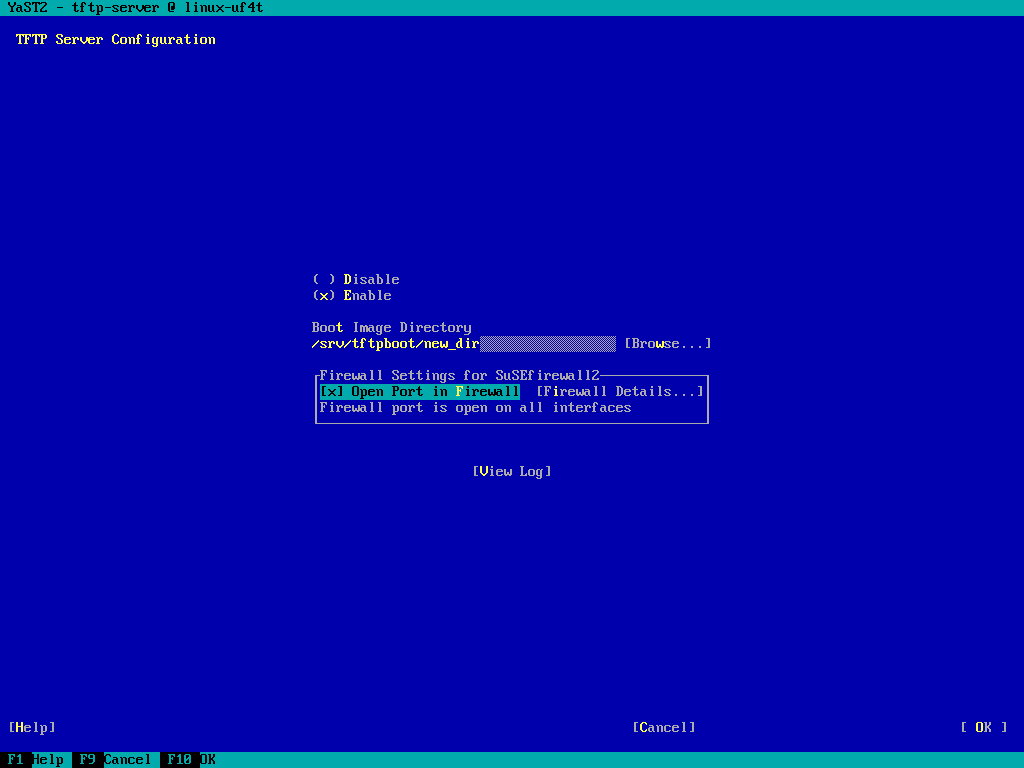 YaST2 - tftp-server @ linux-uf4t
TFTP Server Configuration
( ) Disable
(x) Enable
Boot Image Directory
/srv/tftpboot/new_dir [Browse...]
Firewall Settings for SuSEfirewall2
[x] Open Port in Firewall [Firewall Details...]
Firewall port is open on all interfaces
[View Log]
[Help] [Cancel] [ OK ]
F1 Help F9 Cancel F10 OK